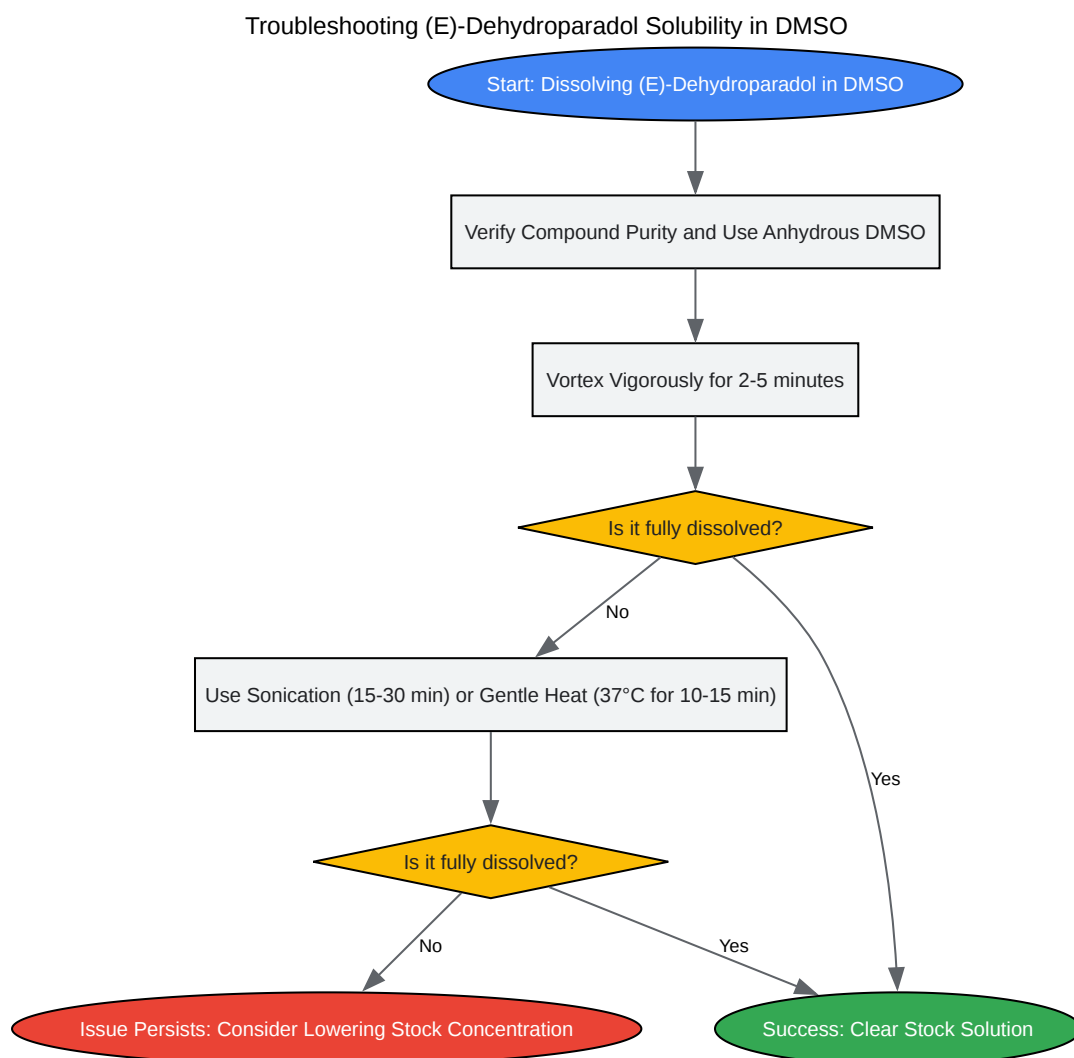 Troubleshooting (E)-Dehydroparadol Solubility in DMSO
Start: Dissolving (E)-Dehydroparadol in DMSO
Verify Compound Purity and Use Anhydrous DMSO
Vortex Vigorously for 2-5 minutes
Is it fully dissolved?
No
Use Sonication (15-30 min) or Gentle Heat (37°C for 10-15 min)
Yes
Is it fully dissolved?
No
Yes
Issue Persists: Consider Lowering Stock Concentration
Success: Clear Stock Solution